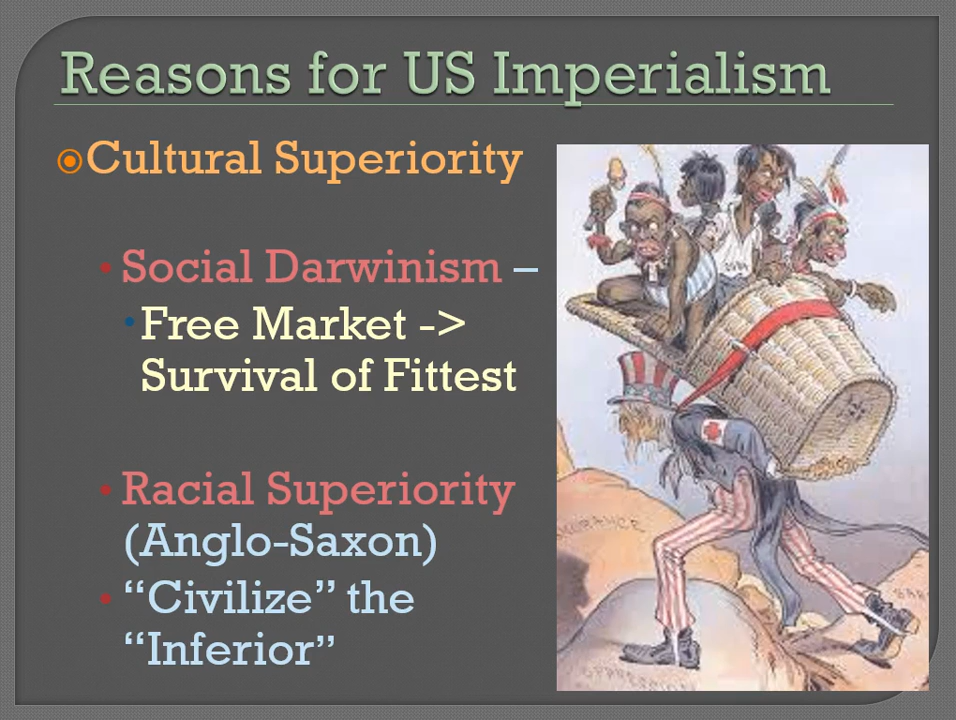 Reasons for US Imperialism
Cultural Superiority
Social Darwinism –
Free Market ->
Survival of Fittest
Racial Superiority
(Anglo-Saxon)
“Civilize” the
“Inferior”
OPPRESSION